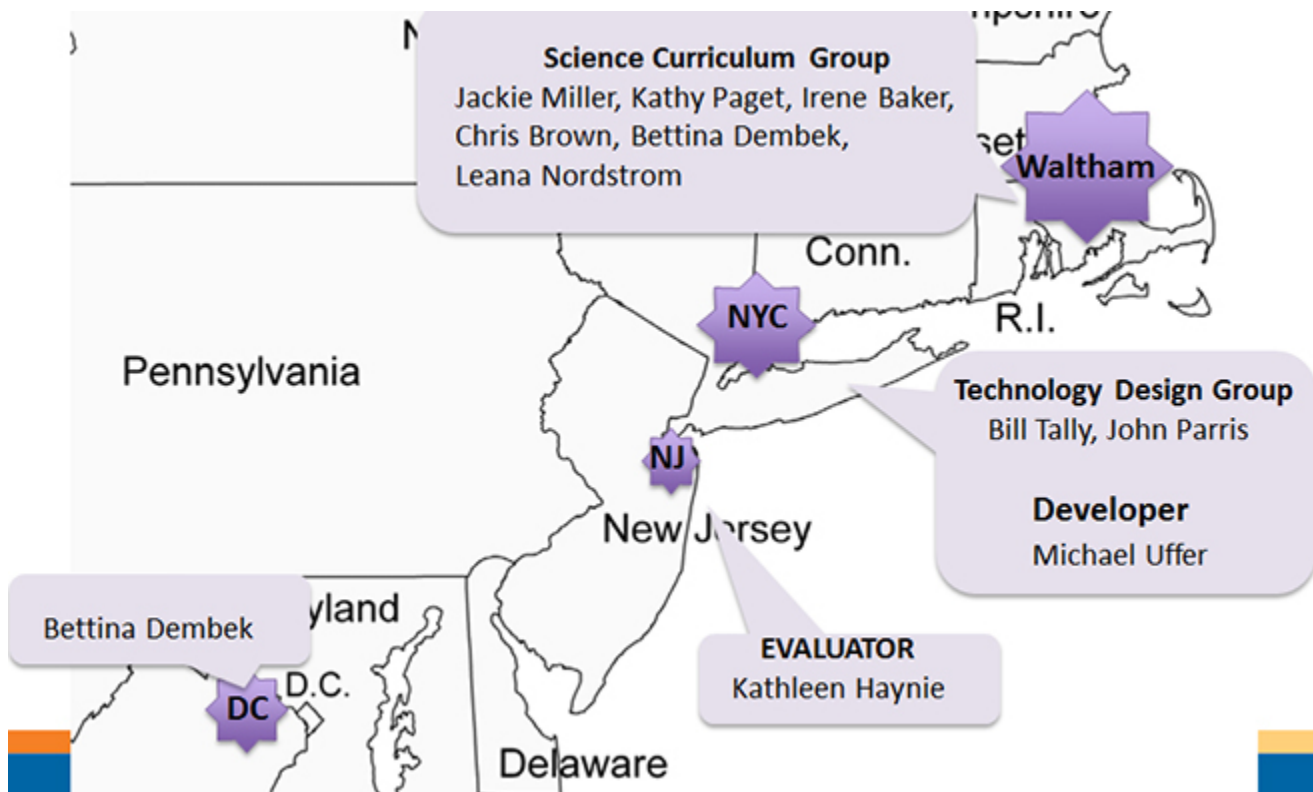 Science Curriculum Group
Jackie Miller, Kathy Paget, Irene Baker,
Chris Brown, Bettina Dembek,
Leana Nordstrom
Waltham
Conn.
NYC
R.I.
Pennsylvania
Technology Design Group
Bill Tally, John Parris
NJ
Developer
New Jersey
Michael Uffer
yland
Bettina Dembek
EVALUATOR
Kathleen Haynie
D.C.
DC
Delaware